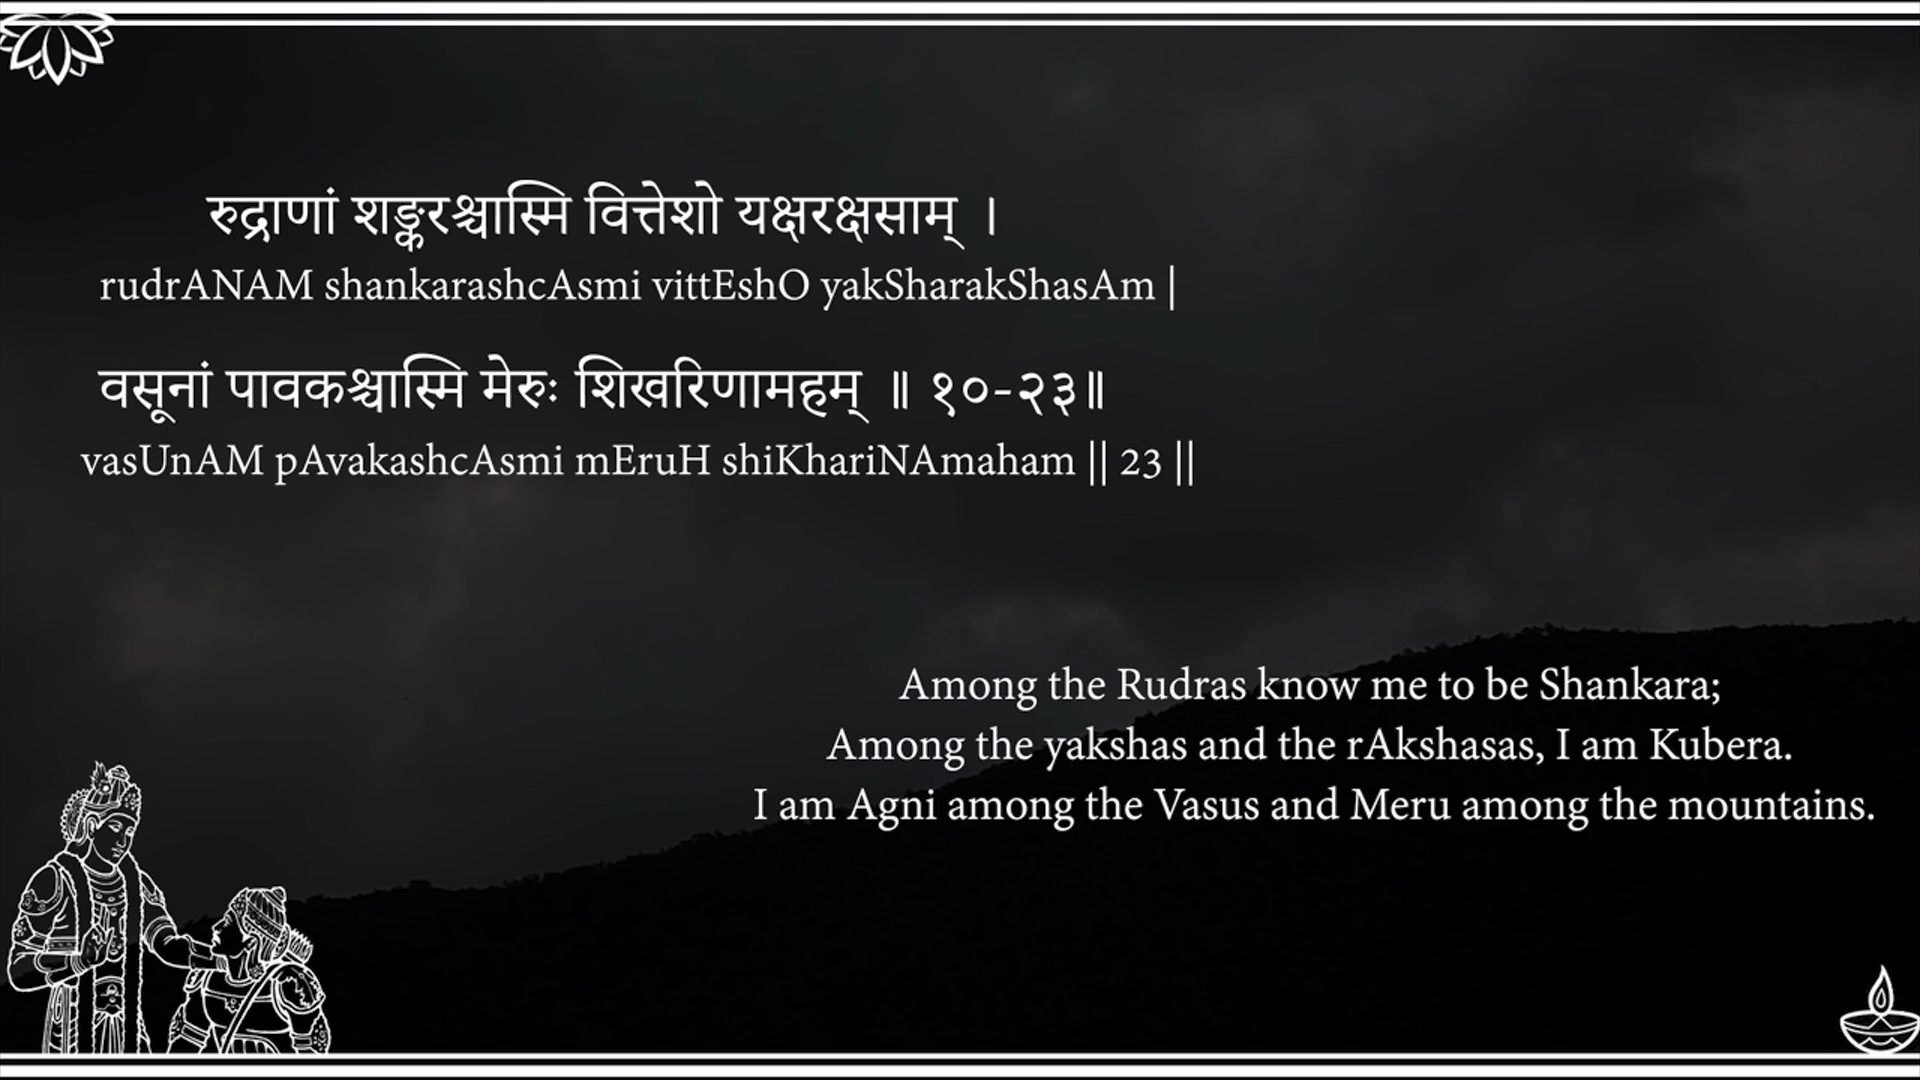 रुद्राणां शङ्करश्चास्मि वित्तेशो यक्षरक्षसाम् ।
rudrANAM shankarashcAsmi vittEshO yakSharakShasAm |
वसूनां पावकश्चास्मि मेरुः शिखरिणामहम् ॥ १०-२३॥
vasUnAM pAvakashcAsmi mEruH shiKhariNAmaham || 23 ||
Among the Rudras know me to be Shankara;
Among the yakshas and the rAkshasas, I am Kubera.
I am Agni among the Vasus and Meru among the mountains.